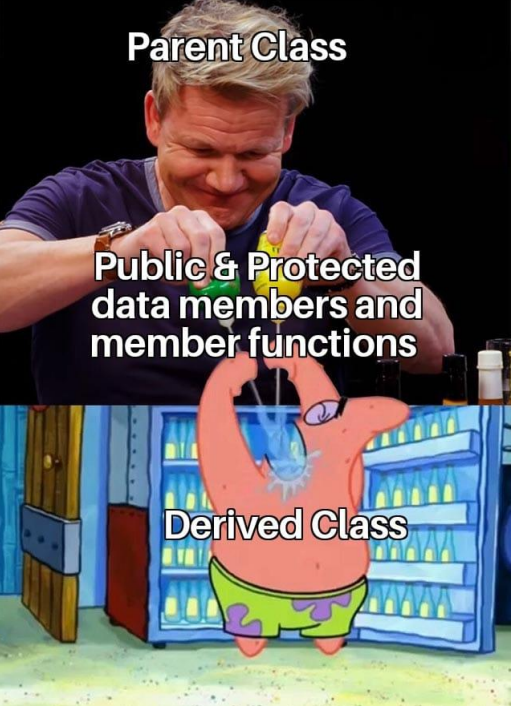 Parent Class
Public & Protected
data members and
member functions
Derived Class